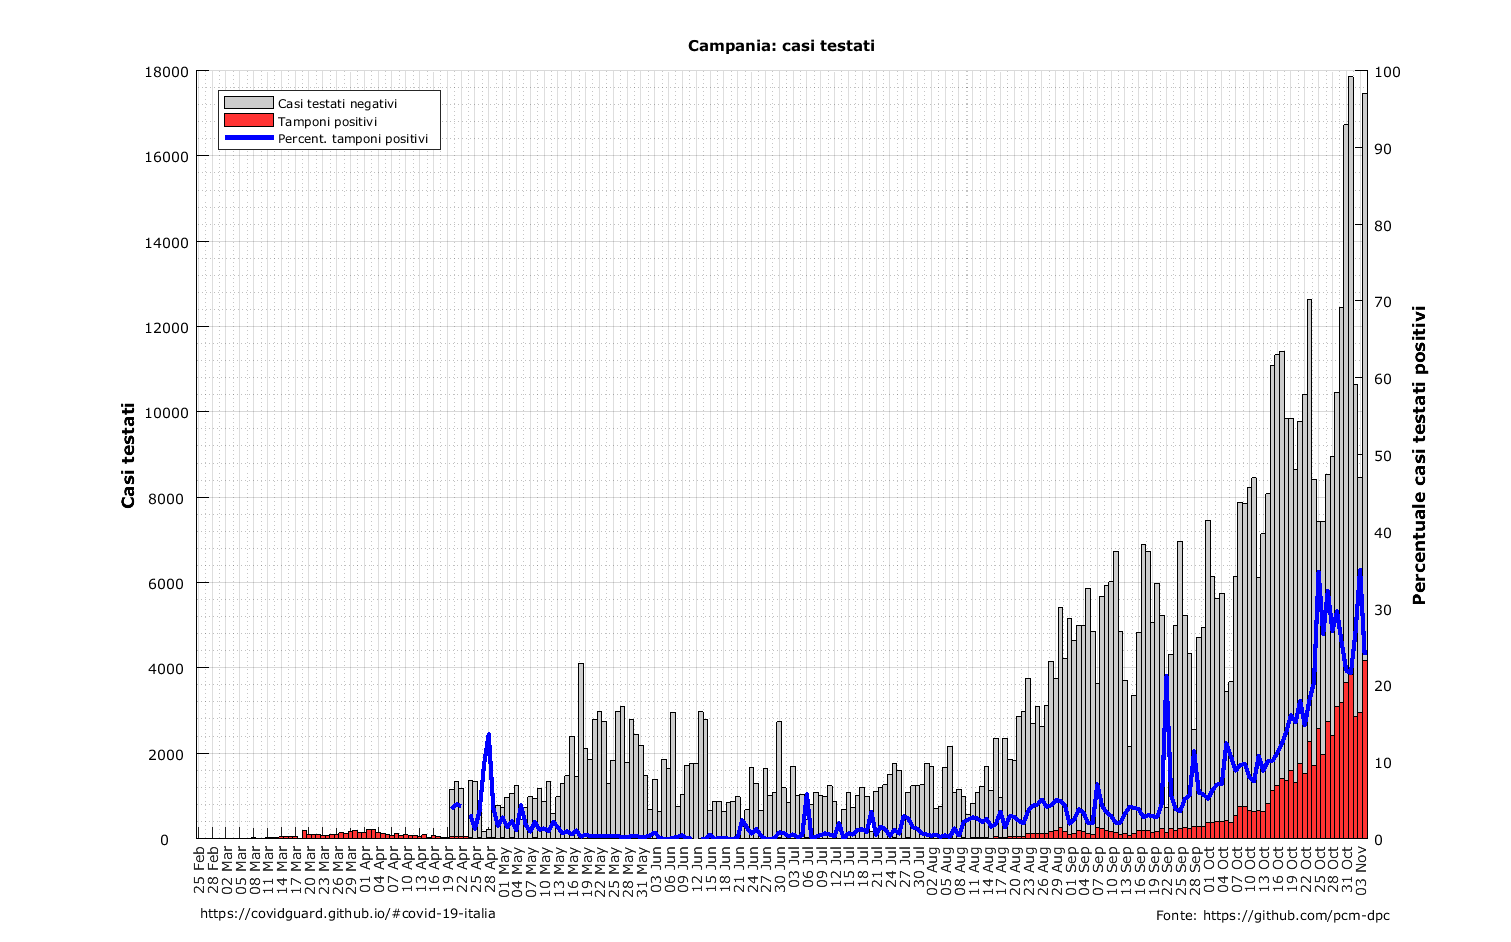 Campania: casi testati
Casi testati negativi
Tamponi positivi
Percent. tamponi positivi
18000
16000
14000
12000
10000
8000
6000
4000
2000
0
Casi testati
100
90
80
70
60
50
40
30
20
10
0
Percentuale casi testati positivi
25 Feb
28 Feb
02 Mar
05 Mar
08 Mar
11 Mar
14 Mar
17 Mar
20 Mar
23 Mar
26 Mar
29 Mar
01 Apr
04 Apr
07 Apr
10 Apr
13 Apr
16 Apr
19 Apr
22 Apr
25 Apr
28 Apr
01 May
04 May
07 May
10 May
13 May
16 May
19 May
22 May
25 May
28 May
31 May
03 Jun
06 Jun
09 Jun
12 Jun
15 Jun
18 Jun
21 Jun
24 Jun
27 Jun
30 Jun
03 Jul
06 Jul
09 Jul
12 Jul
15 Jul
18 Jul
21 Jul
24 Jul
27 Jul
30 Jul
02 Aug
05 Aug
08 Aug
11 Aug
14 Aug
17 Aug
20 Aug
23 Aug
26 Aug
29 Aug
01 Sep
04 Sep
07 Sep
10 Sep
13 Sep
16 Sep
19 Sep
22 Sep
25 Sep
28 Sep
01 Oct
04 Oct
07 Oct
10 Oct
13 Oct
16 Oct
19 Oct
22 Oct
25 Oct
28 Oct
31 Oct
03 Nov
https://covidguard.github.io/#covid-19-italia
Fonte: https://github.com/pcm-dpc